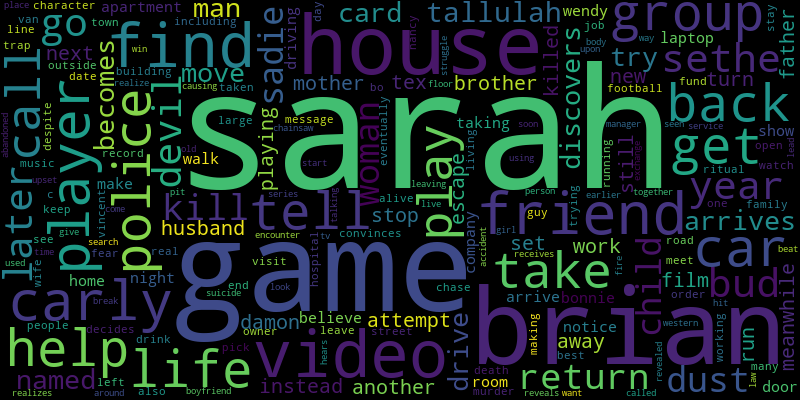 sarah
game
brian
house
find
video
life
help
friend
player
police
play
tell
kill
call
later
go
back
get
group
sethe
car
take
return
carly
devil
woman
man
card
tallulah
sadie
move
becomes
apartment
character
including
place
town
van
line
trap
next
outside
date
building
realize
despite
music
record
make
c
keep
give
see
used
time
search
wife
fear
vincent
come
pit
old
walk
husband
night
real
home
people
break
decides
drink
named
left
also
realizes
around
boyfriend
pick
hears
instead
another
room
murder
death
reveals
want
called
law
door
many
dust
bud
meanwhile
run
working
hit
order
western
beat
film
meet
road
fire
child
bonnie
work
set
notice
away
best
making
revealed
arrive
drive
chase
attempt
believe
leave
street
owner
damon
visit
end
suicide
look
hospital
tv
convinces
encounter
accident
receives
girl
person
earlier
together
guy
company
stop
alive
live
leaving
series
start
talking
causing
win
taken
large
message
playing
mother
driving
day
job
wendy
nancy
struggle
floor
bo
tex
brother
chainsaw
eventually
soon
using
taking
escape
living
trying
discovers
killed
try
new
turn
still
running
football
manager
exchange
body
upon
way
seen
service
laptop
fund
show
watch
open
ritual
one
family
lead
year
arrives
father
stay
abandoned
upset